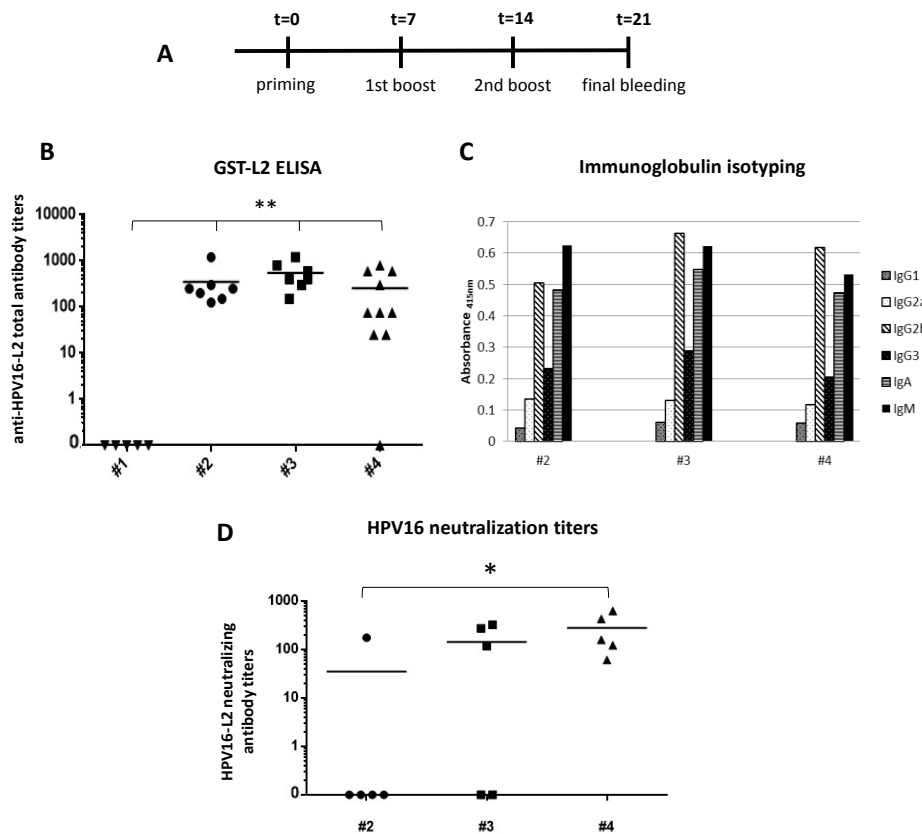 t=0 t=7 t=14 t=21
A
priming 1st boost 2nd boost final bleeding
B
GST-L2 ELISA
**
anti-HPV16-L2 total antibody titers
10000
1000
100
10
1
0
#1 #2 #3 #4
C
Immunoglobulin isotyping
Absorbance 415nm
0.7
0.6
0.5
0.4
0.3
0.2
0.1
0
#2 #3 #4
IgG1
IgG2a
IgG2b
IgG3
IgA
IgM
D
HPV16 neutralization titers
*
HPV16-L2 neutralizing
antibody titers
1000
100
10
1
0
#2 #3 #4